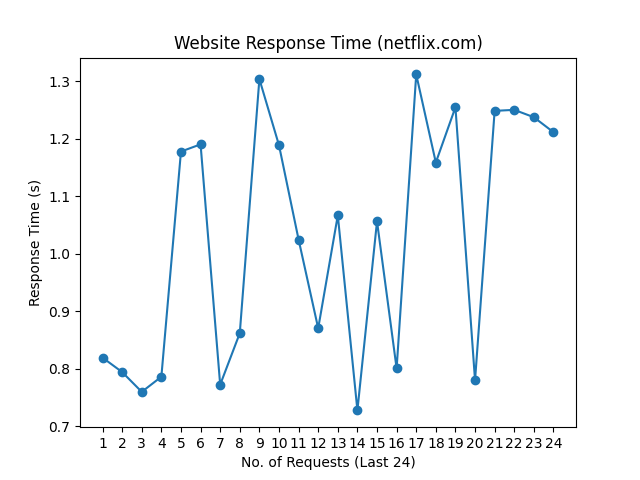 Website Response Time (netflix.com)
Response Time (s)
1.3
1.2
1.1
1.0
0.9
0.8
0.7
1 2 3 4 5 6 7 8 9 10 11 12 13 14 15 16 17 18 19 20 21 22 23 24
No. of Requests (Last 24)